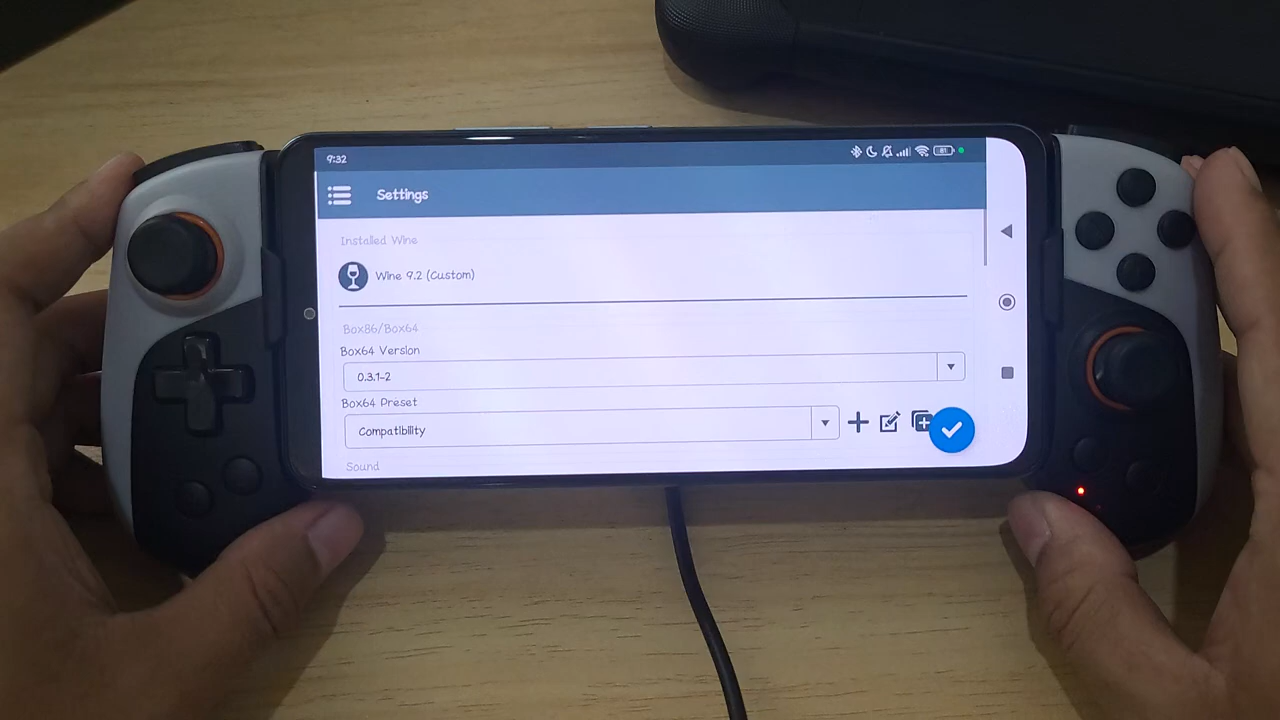 9:32
81
Settings
Installed Wine
Wine 9.2 (Custom)
Box86/Box64
Box64 Version
0.3.1-2
Box64 Preset
Compatibility
Sound